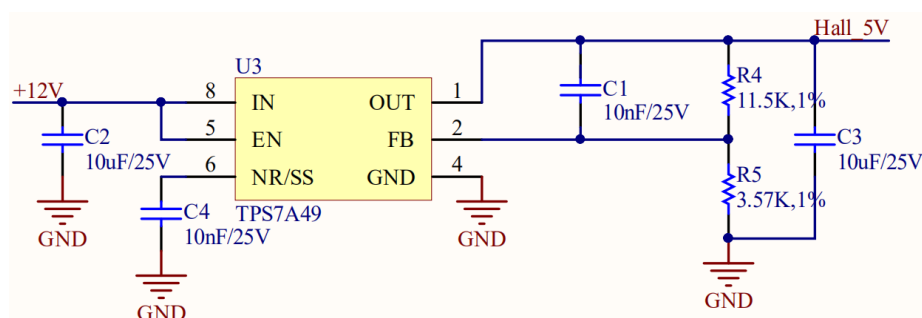 Hall_5V
U3
+12V
8
IN
OUT
1
C1
10nF/25V
R4
11.5K,1%
C2
10uF/25V
5
EN
FB
2
C3
10uF/25V
6
NR/SS
GND
4
R5
3.57K,1%
C4
10nF/25V
TPS7A49
GND
GND
GND
GND